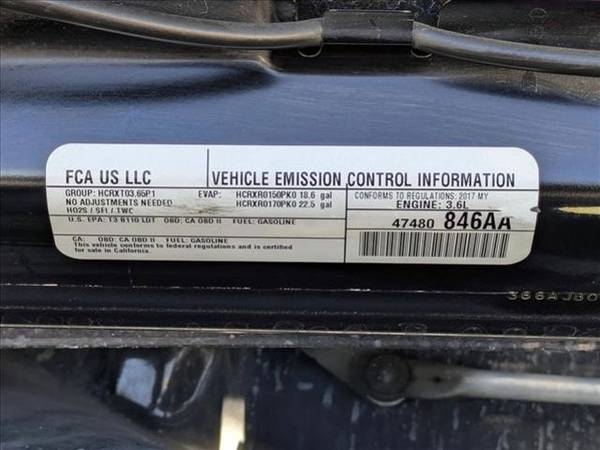 FCA US LLC
VEHICLE EMISSION CONTROL INFORMATION
GROUP: HCRXT03.65P1
NO ADJUSTMENTS NEEDED
HO2S / SFI / TWC
EVAP: HCRXR0150PK0 18.6 gal
HCRXR0170PK0 22.5 gal
CONFORMS TO REGULATIONS: 2017 MY
ENGINE: 3.6L
U.S. EPA: T3 B110 LDT OBD: CA OBD II FUEL: GASOLINE
47480 846AA
CA: OBD: CA OBD II FUEL: GASOLINE
This vehicle conforms to federal regulations and is certified
for sale in California.